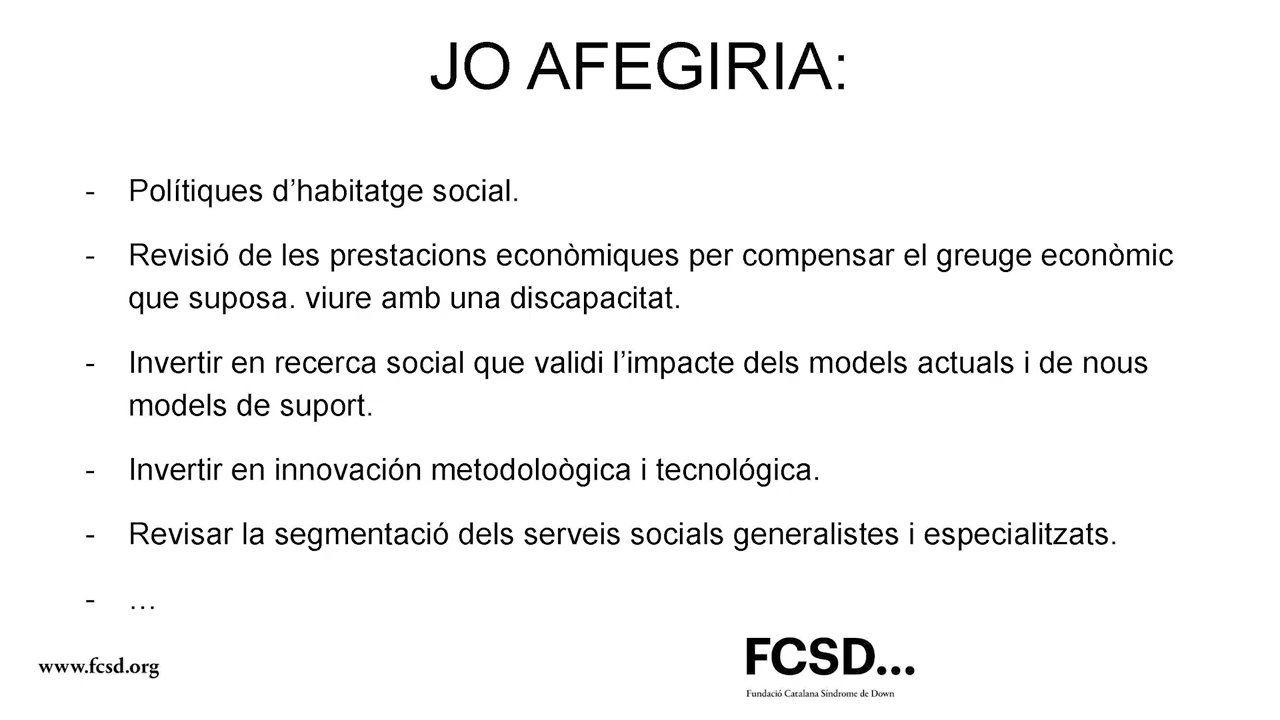 JO AFEGIRIA:
- Polítiques d’habitatge social.
- Revisió de les prestacions econòmiques per compensar el greuge econòmic
que suposa. viure amb una discapacitat.
- Invertir en recerca social que validi l’impacte dels models actuals i de nous
models de suport.
- Invertir en innovación metodoloògica i tecnológica.
- Revisar la segmentació dels serveis socials generalistes i especialitzats.
- …
www.fcsd.org
FCSD...
Fundació Catalana Síndrome de Down